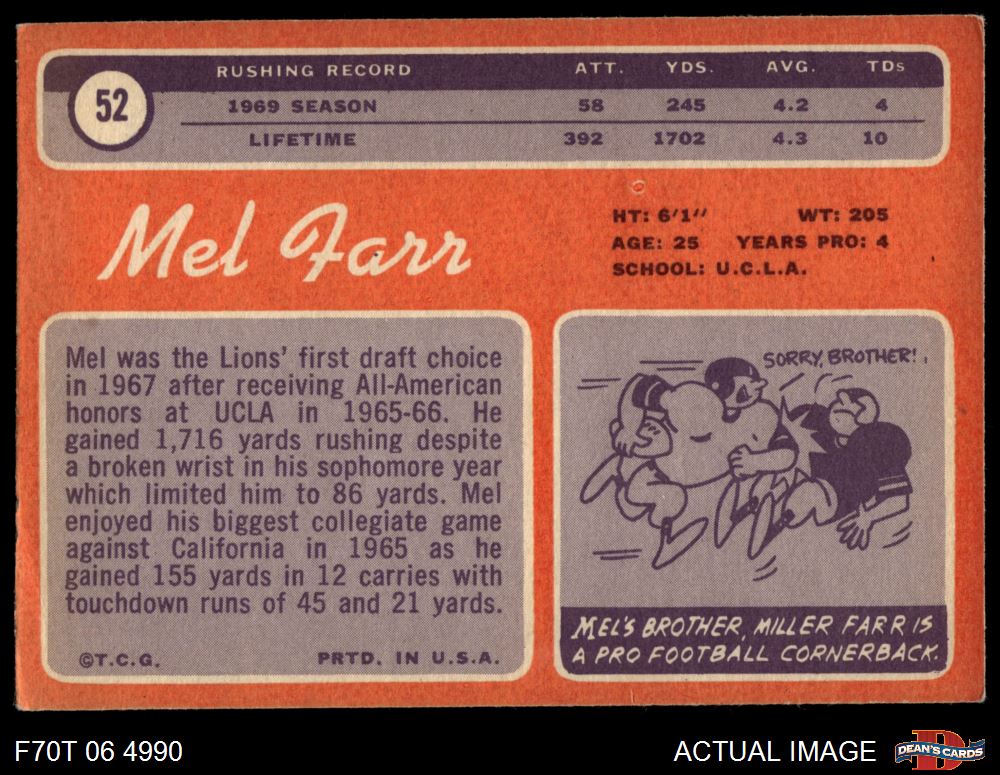 52
RUSHING RECORD ATT. YDS. AVG. TDs
1969 SEASON 58 245 4.2 4
LIFETIME 392 1702 4.3 10
Mel Farr
HT: 6'1" WT: 205
AGE: 25 YEARS PRO: 4
SCHOOL: U.C.L.A.
Mel was the Lions' first draft choice
in 1967 after receiving All-American
honors at UCLA in 1965-66. He
gained 1,716 yards rushing despite
a broken wrist in his sophomore year
which limited him to 86 yards. Mel
enjoyed his biggest collegiate game
against California in 1965 as he
gained 155 yards in 12 carries with
touchdown runs of 45 and 21 yards.
©T.C.G. PRTD. IN U.S.A.
SORRY, BROTHER!
MEL'S BROTHER, MILLER FARR IS
A PRO FOOTBALL CORNERBACK.
F70T 06 4990 ACTUAL IMAGE
DEAN'S CARDS